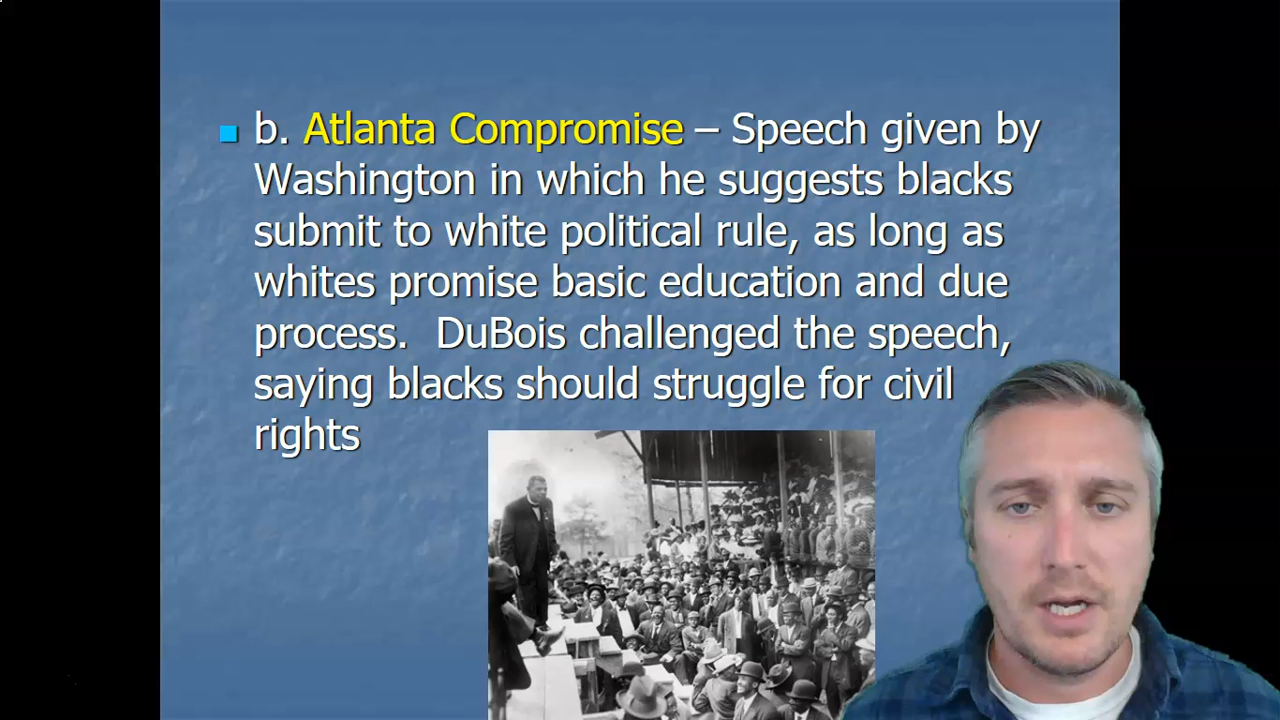 b. Atlanta Compromise – Speech given by
Washington in which he suggests blacks
submit to white political rule, as long as
whites promise basic education and due
process.  DuBois challenged the speech,
saying blacks should struggle for civil
rights